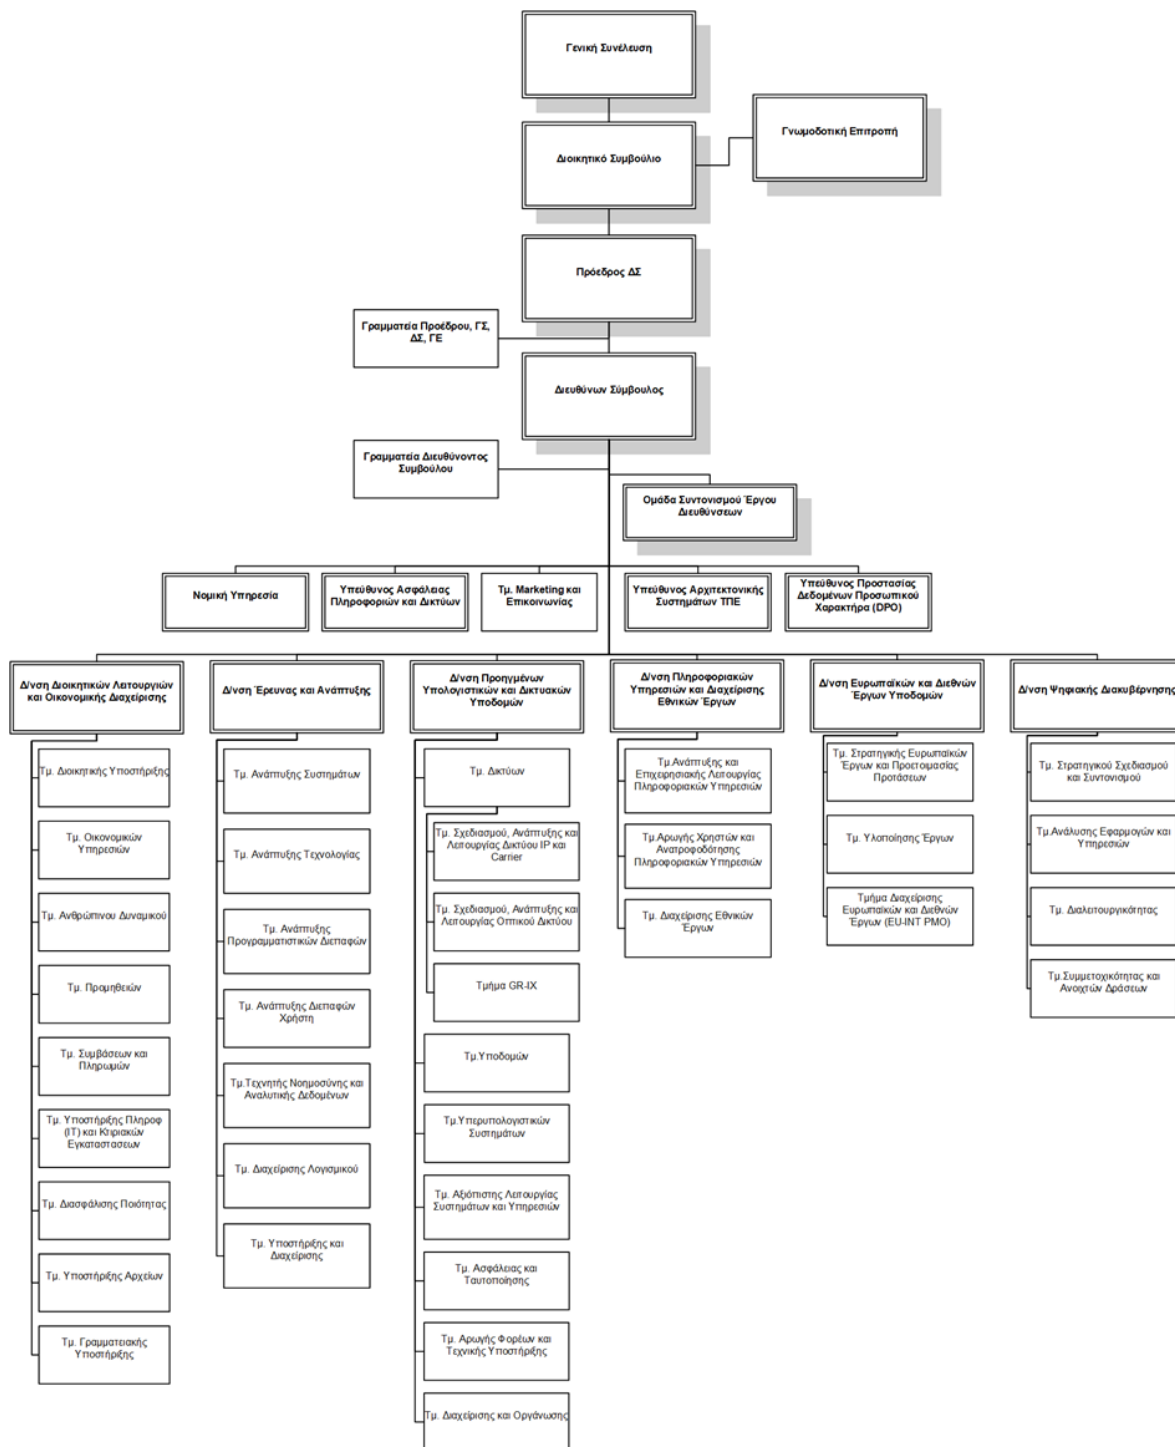 Γενική Συνέλευση
Γνωμοδοτική Επιτροπή
Διοικητικό Συμβούλιο
Πρόεδρος ΔΣ
Γραμματεία Προέδρου, ΓΣ,
ΔΣ, ΓΕ
Διευθύνων Σύμβουλος
Γραμματεία Διευθύνοντος
Συμβούλου
Ομάδα Συντονισμού Έργου
Διευθύνσεων
Νομική Υπηρεσία
Υπεύθυνος Ασφάλειας
Πληροφοριών και Δικτύων
Τμ. Marketing και
Επικοινωνίας
Υπεύθυνος Αρχιτεκτονικής
Συστημάτων ΤΠΕ
Υπεύθυνος Προστασίας
Δεδομένων Προσωπικού
Χαρακτήρα (DPO)
Δ/νση Διοικητικών Λειτουργιών
και Οικονομικής Διαχείρισης
Τμ. Διοικητικής Υποστήριξης
Τμ. Οικονομικών
Υπηρεσιών
Τμ. Ανθρώπινου Δυναμικού
Τμ. Προμηθειών
Τμ. Συμβάσεων και
Πληρωμών
Τμ. Υποστήριξης Πληροφ
(IT) και Κτιριακών
Εγκαταστασεων
Τμ. Διασφάλισης Ποιότητας
Τμ. Υποστήριξης Αρχείων
Τμ. Γραμματειακής
Υποστήριξης
Δ/νση Έρευνας και Ανάπτυξης
Τμ. Ανάπτυξης Συστημάτων
Τμ. Ανάπτυξης Τεχνολογίας
Τμ. Ανάπτυξης
Προγραμματιστικών Διεπαφών
Τμ. Ανάπτυξης Διεπαφών
Χρήστη
Τμ.Τεχνητής Νοημοσύνης και
Αναλυτικής Δεδομένων
Τμ. Διαχείρισης Λογισμικού
Τμ. Υποστήριξης και
Διαχείρισης
Δ/νση Προηγμένων
Υπολογιστικών και Δικτυακών
Υποδομών
Τμ. Δικτύων
Τμ. Σχεδιασμού, Ανάπτυξης και
Λειτουργίας Δικτύου IP και
Carrier
Τμ. Σχεδιασμού, Ανάπτυξης και
Λειτουργίας Οπτικού Δικτύου
Τμήμα GR-IX
Τμ.Υποδομών
Τμ.Υπερυπολογιστικών
Συστημάτων
Τμ. Αξιόπιστης Λειτουργίας
Συστημάτων και Υπηρεσιών
Τμ. Ασφάλειας και
Ταυτοποίησης
Τμ. Αρωγής Φορέων και
Τεχνικής Υποστήριξης
Τμ. Διαχείρισης και Οργάνωσης
Δ/νση Πληροφοριακών
Υπηρεσιών και Διαχείρισης
Εθνικών Έργων
Τμ.Ανάπτυξης και
Επιχειρησιακής Λειτουργίας
Πληροφοριακών Υπηρεσιών
Τμ.Αρωγής Χρηστών και
Ανατροφοδότησης
Πληροφοριακών Υπηρεσιών
Τμ. Διαχείρισης Εθνικών
Έργων
Δ/νση Ευρωπαϊκών και Διεθνών
Έργων Υποδομών
Τμ. Στρατηγικής Ευρωπαϊκών
Έργων και Προετοιμασίας
Προτάσεων
Τμ. Υλοποίησης Έργων
Τμήμα Διαχείρισης
Ευρωπαϊκών και Διεθνών
Έργων (EU-INT PMO)
Δ/νση Ψηφιακής Διακυβέρνησης
Τμ. Στρατηγικού Σχεδιασμού
και Συντονισμού
Τμ.Ανάλυσης Εφαρμογών και
Υπηρεσιών
Τμ. Διαλειτουργικότητας
Τμ.Συμμετοχικότητας και
Ανοιχτών Δράσεων